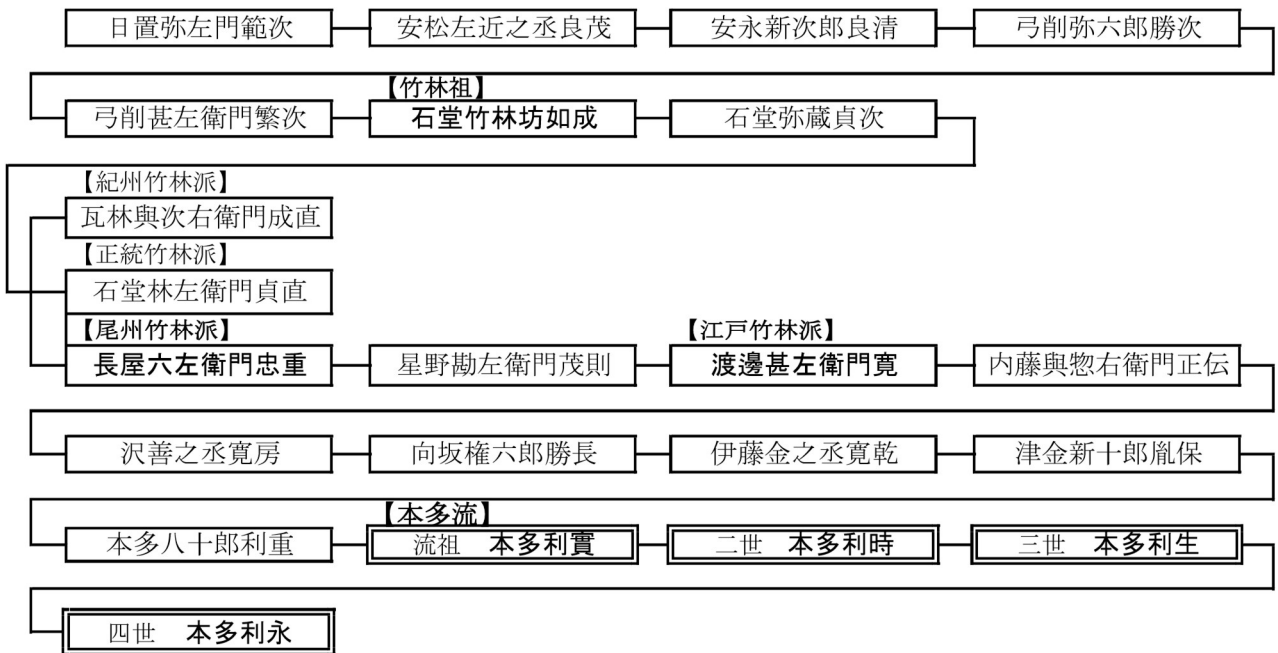 日置弥左門範次 安松左近之丞良茂 安永新次郎良清 弓削弥六郎勝次
【竹林祖】
弓削甚左衛門繁次 石堂竹林坊如成 石堂弥蔵貞次
【紀州竹林派】
瓦林與次右衛門成直
【正統竹林派】
石堂林左衛門貞直
【尾州竹林派】 【江戸竹林派】
長屋六左衛門忠重 星野勘左衛門茂則 渡邊甚左衛門寛 内藤與惣右衛門正伝
沢善之丞寛房 向坂権六郎勝長 伊藤金之丞寛乾 津金新十郎胤保
【本多流】
本多八十郎利重 流祖 本多利實 二世 本多利時 三世 本多利生
四世 本多利永